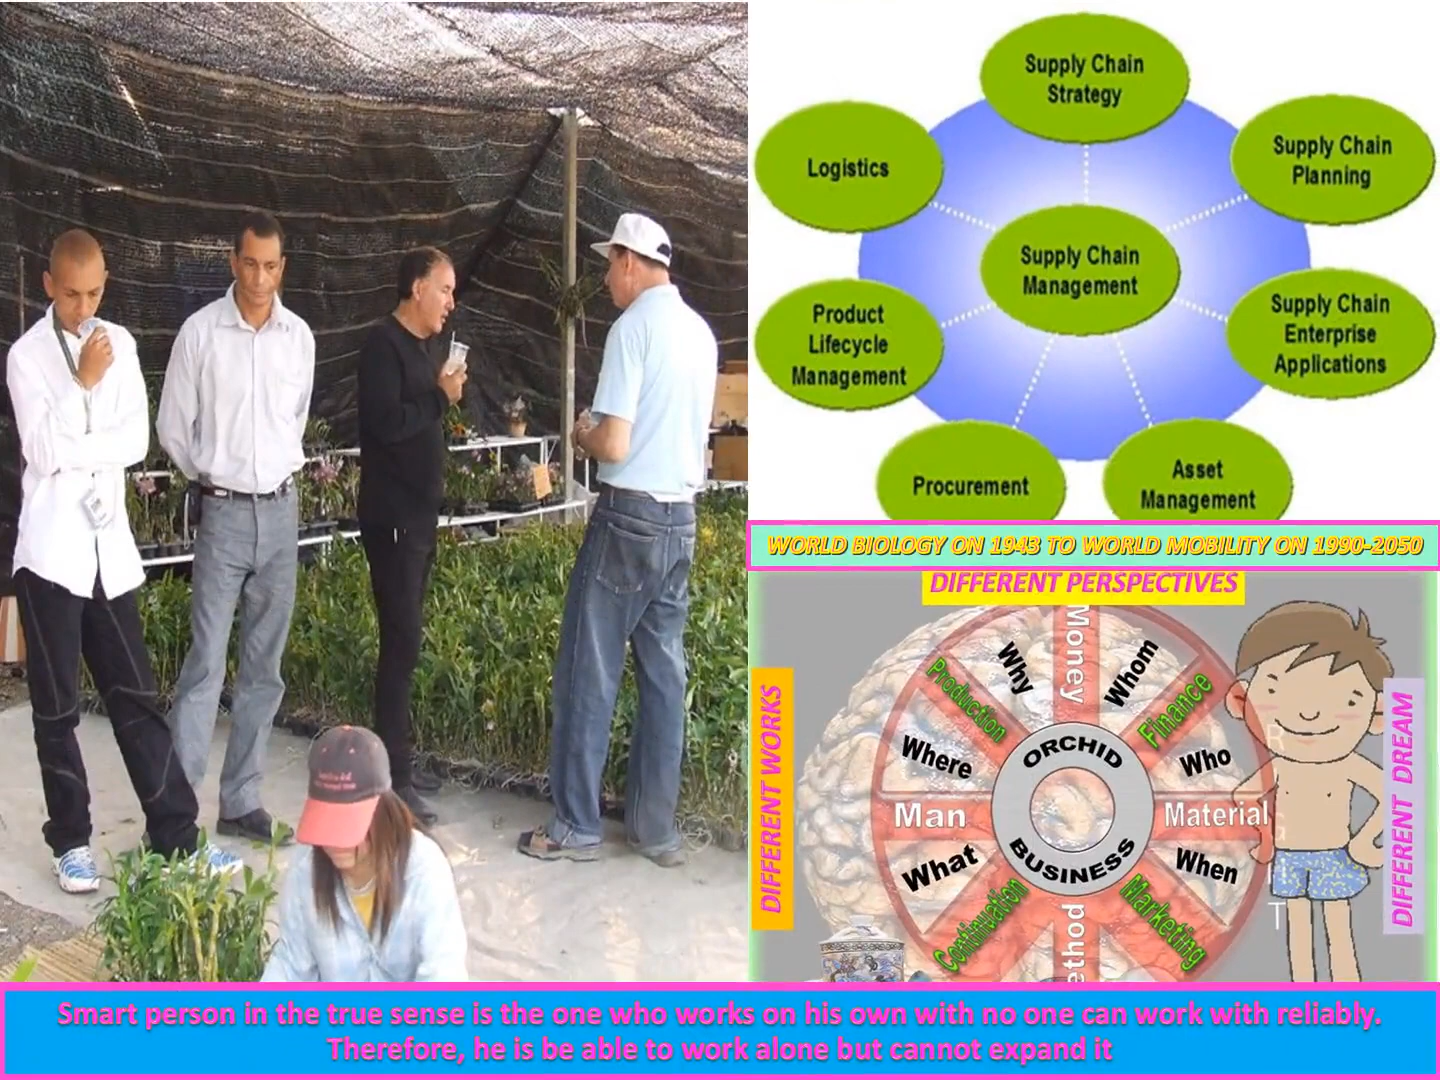 Supply Chain
Strategy
Logistics
Supply Chain
Planning
Supply Chain
Management
Product
Lifecycle
Management
Supply Chain
Enterprise
Applications
Procurement
Asset
Management
WORLD BIOLOGY ON 1943 TO WORLD MOBILITY ON 1990-2050
DIFFERENT PERSPECTIVES
DIFFERENT WORKS
DIFFERENT DREAM
Money
Why
Whom
Production
Finance
Where
Who
ORCHID
Man
Material
BUSINESS
What
When
Continuation
Marketing
ethod
Smart person in the true sense is the one who works on his own with no one can work with reliably.
Therefore, he is be able to work alone but cannot expand it